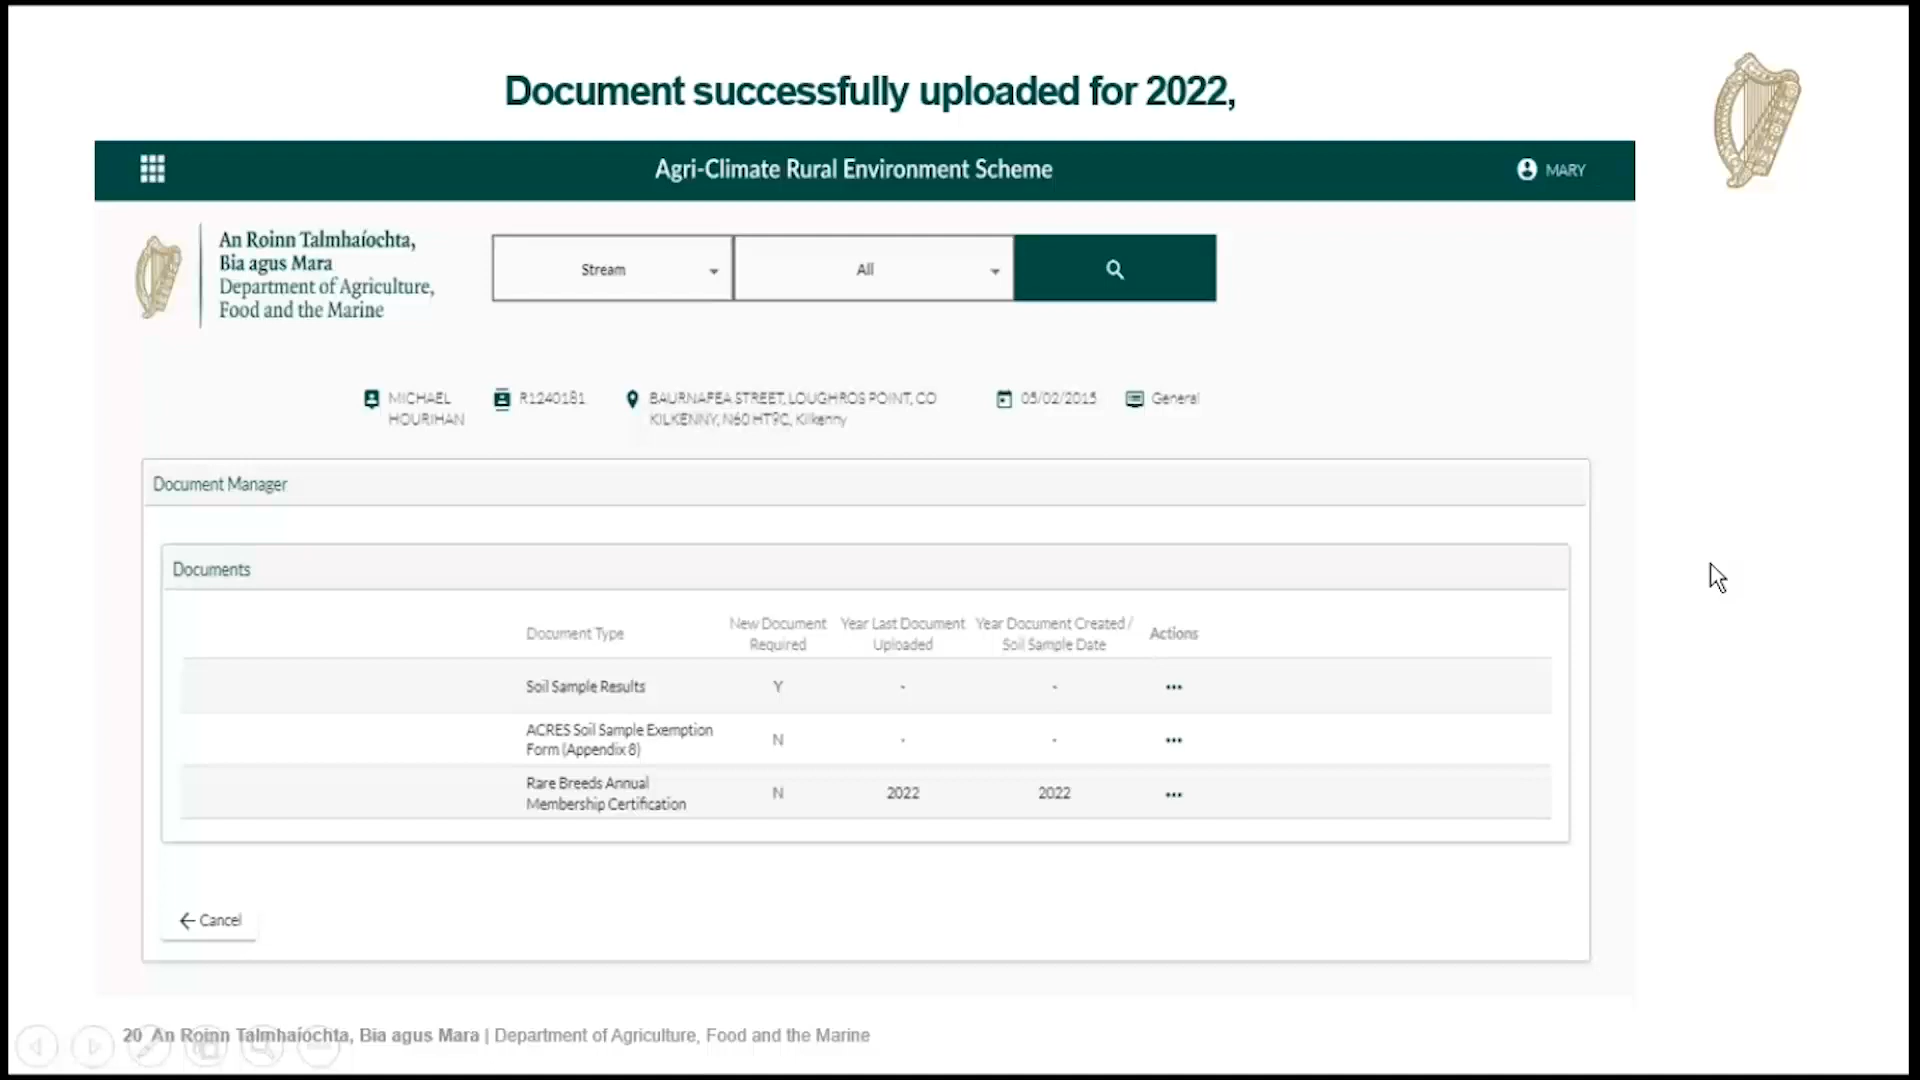 Document successfully uploaded for 2022,
Agri-Climate Rural Environment Scheme
MARY
An Roinn Talmhaíochta,
Bia agus Mara
Department of Agriculture,
Food and the Marine
Stream
All
MICHAEL
HOURIHAN
R1240181
BAURNAFEA STREET, LOUGHROS POINT, CO
KILKENNY, N60 HT9C, Kilkenny
05/02/2015
General
Document Manager
Documents
Document Type
New Document
Required
Year Last Document
Uploaded
Year Document Created /
Soil Sample Date
Actions
Soil Sample Results
Y
-
-
ACRES Soil Sample Exemption
Form (Appendix 8)
N
-
-
Rare Breeds Annual
Membership Certification
N
2022
2022
Cancel
20 An Roinn Talmhaíochta, Bia agus Mara | Department of Agriculture, Food and the Marine